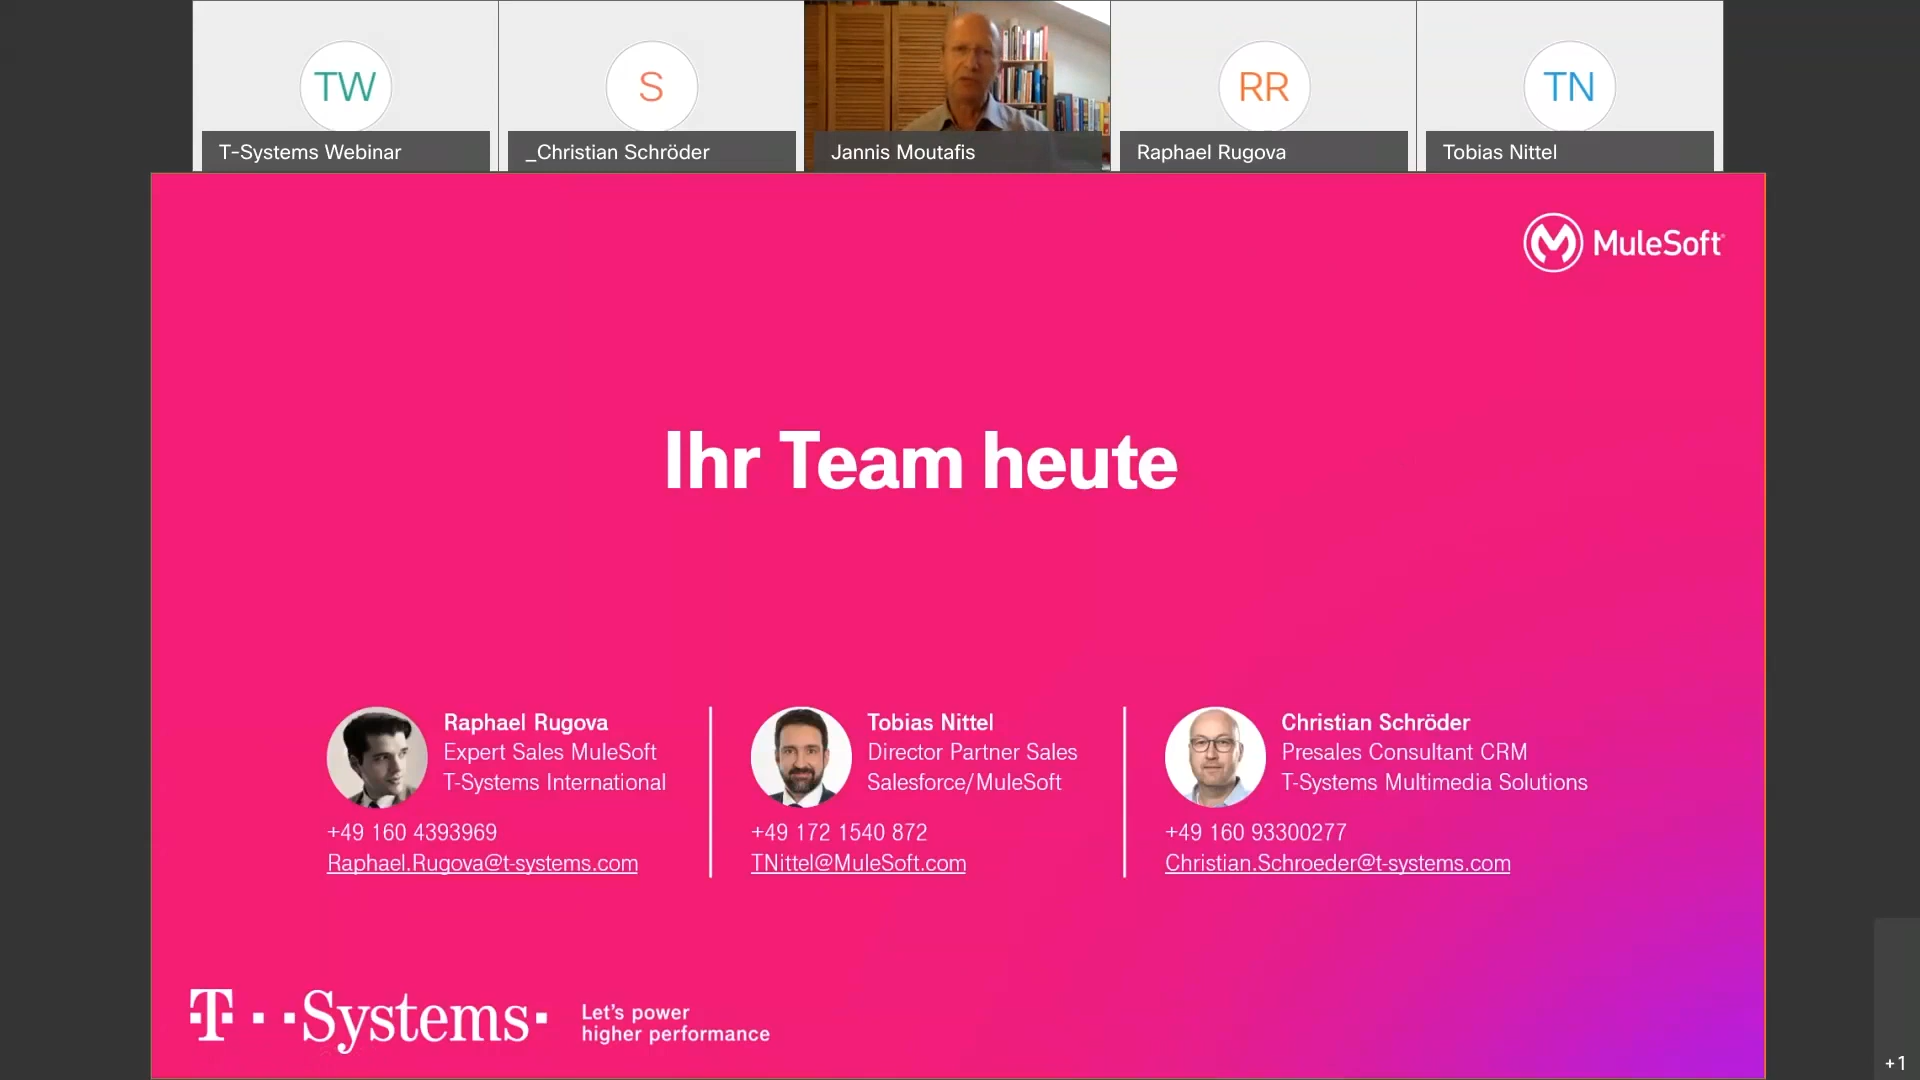 TW
S
RR
TN
T-Systems Webinar
_Christian Schröder
Jannis Moutafis
Raphael Rugova
Tobias Nittel
MuleSoft
Ihr Team heute
Raphael Rugova
Expert Sales MuleSoft
T-Systems International
+49 160 4393969
Raphael.Rugova@t-systems.com
Tobias Nittel
Director Partner Sales
Salesforce/MuleSoft
+49 172 1540 872
TNittel@MuleSoft.com
Christian Schröder
Presales Consultant CRM
T-Systems Multimedia Solutions
+49 160 93300277
Christian.Schroeder@t-systems.com
T · · Systems ·
Let's power
higher performance
+1